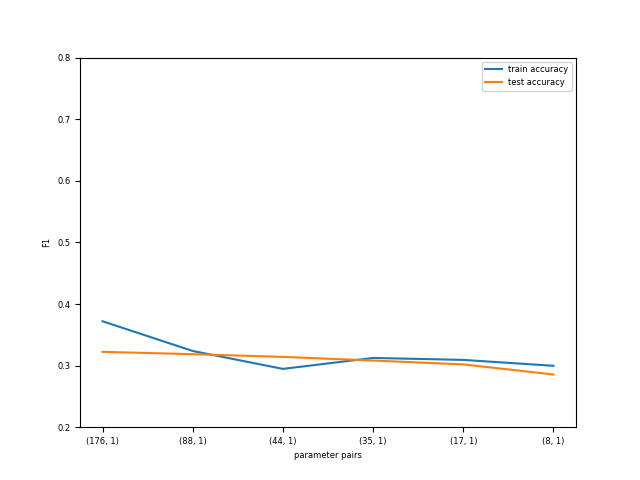 0.8
train accuracy
test accuracy
0.7
0.6
0.5
F1
0.4
0.3
0.2
(176, 1) (88, 1) (44, 1) (35, 1) (17, 1) (8, 1)
parameter pairs